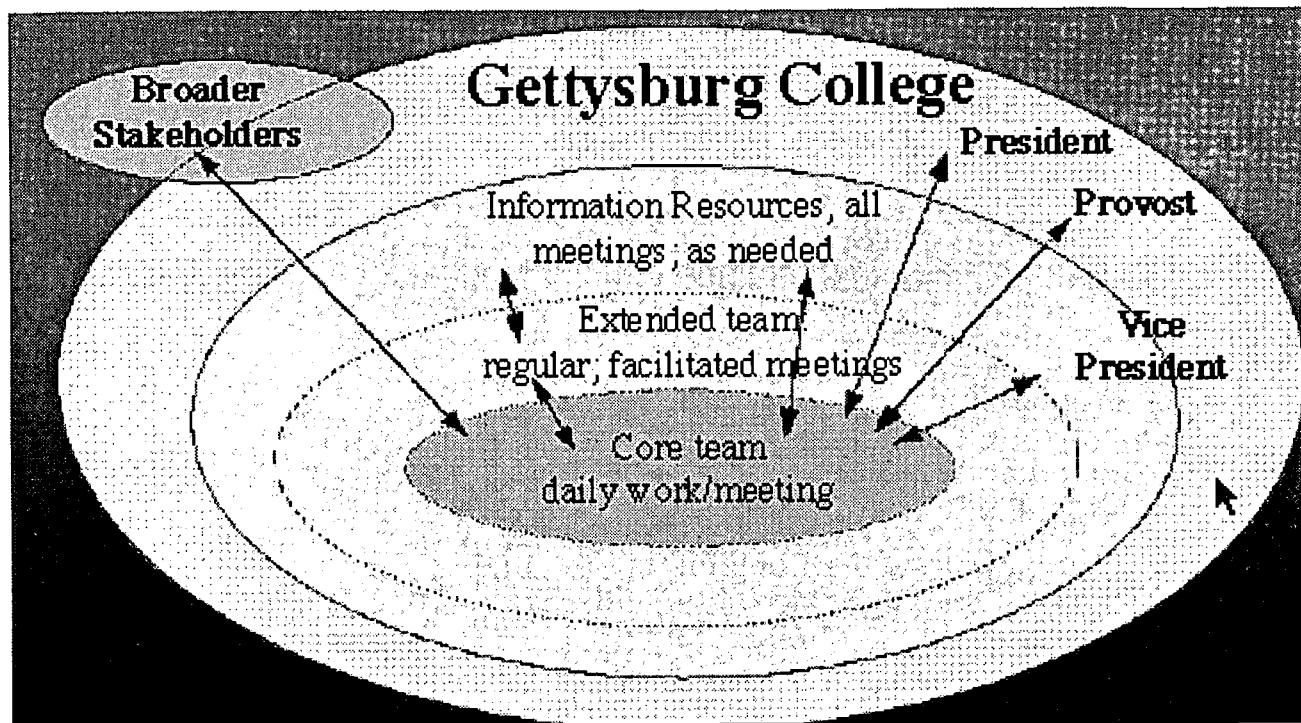 Broader
Stakeholders
Gettysburg College
President
Provost
Vice
President
Information Resources, all
meetings; as needed
Extended team:
regular; facilitated meetings
Core team
daily work/meeting